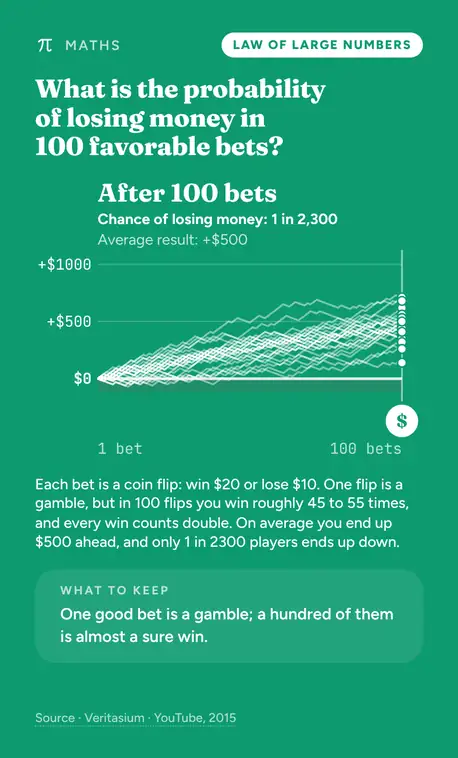 π MATHS
LAW OF LARGE NUMBERS
What is the probability
of losing money in
100 favorable bets?
After 100 bets
Chance of losing money: 1 in 2,300
Average result: +$500
+$1000
+$500
$0
$
1 bet
100 bets
Each bet is a coin flip: win $20 or lose $10. One flip is a
gamble, but in 100 flips you win roughly 45 to 55 times,
and every win counts double. On average you end up
$500 ahead, and only 1 in 2300 players ends up down.
WHAT TO KEEP
One good bet is a gamble; a hundred of them
is almost a sure win.
Source · Veritasium · YouTube, 2015